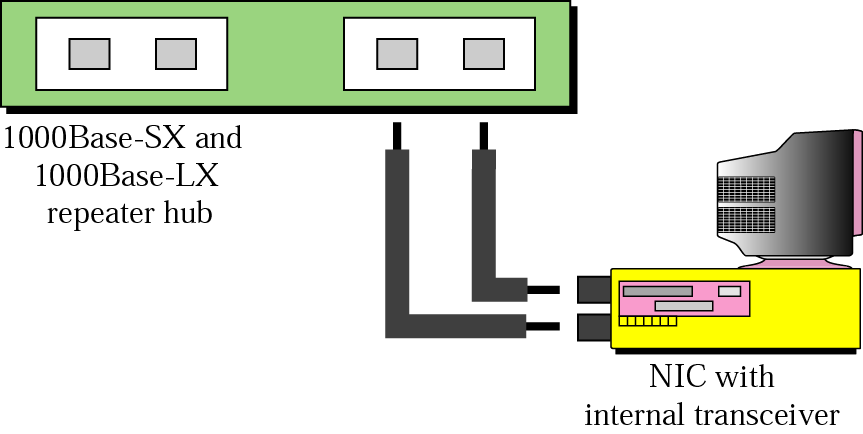 1000Base-SX and
1000Base-LX
repeater hub
NIC with
internal transceiver